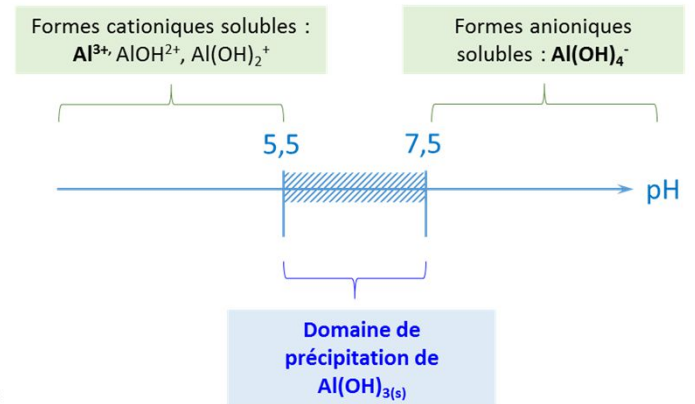 Formes cationiques solubles :
Al³⁺, AlOH²⁺, Al(OH)₂⁺
Formes anioniques
solubles : Al(OH)₄⁻
5,5
7,5
pH
Domaine de
précipitation de
Al(OH)₃₍ₛ₎